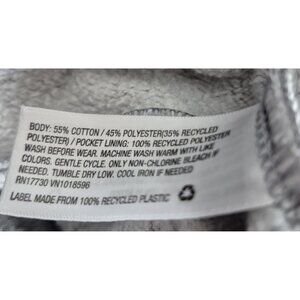 BODY: 55% COTTON / 45% POLYESTER(35% RECYCLED
POLYESTER) / POCKET LINING: 100% RECYCLED POLYESTER
WASH BEFORE WEAR. MACHINE WASH WARM WITH LIKE
COLORS. GENTLE CYCLE. ONLY NON-CHLORINE BLEACH IF
NEEDED. TUMBLE DRY LOW. COOL IRON IF NEEDED
RN17730 VN1018596
LABEL MADE FROM 100% RECYCLED PLASTIC